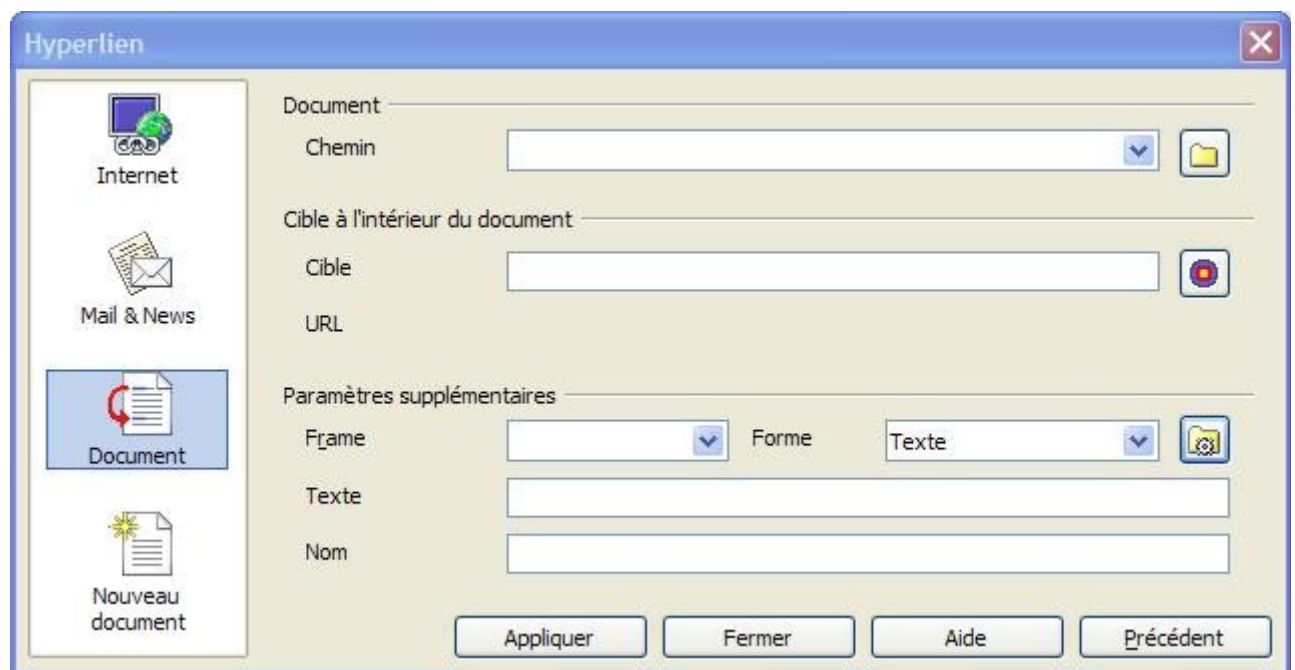 Hyperlien
Internet
Mail & News
Document
Nouveau
document
Document
Chemin
Cible à l'intérieur du document
Cible
URL
Paramètres supplémentaires
Frame
Forme
Texte
Texte
Nom
Appliquer
Fermer
Aide
Précédent